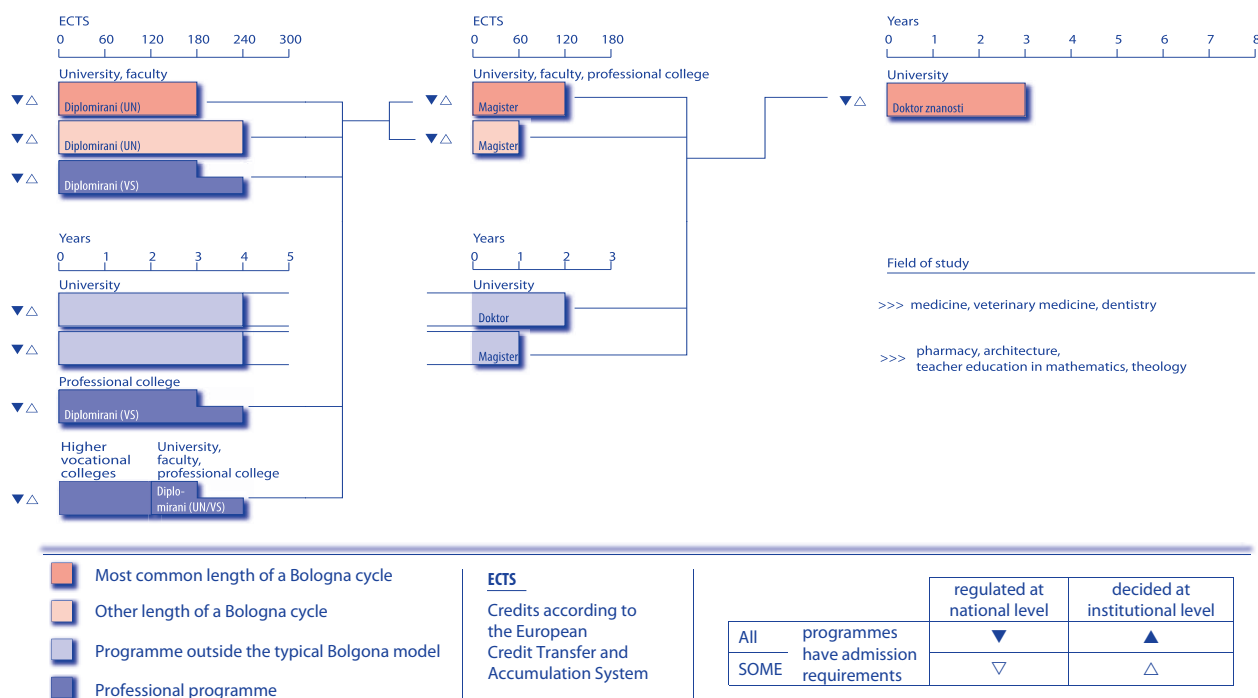 ECTS
0 60 120 180 240 300
University, faculty
Diplomirani (UN)
Diplomirani (UN)
Diplomirani (VS)
ECTS
0 60 120 180
University, faculty, professional college
Magister
Magister
Years
0 1 2 3 4 5 6 7 8
University
Doktor znanosti
Years
0 1 2 3 4 5
University
Professional college
Diplomirani (VS)
Higher
vocational
colleges
University,
faculty,
professional college
Diplo-
mirani (UN/VS)
Years
0 1 2 3
University
Doktor
Magister
Field of study
>>> medicine, veterinary medicine, dentistry
>>> pharmacy, architecture,
teacher education in mathematics, theology
Most common length of a Bologna cycle
Other length of a Bologna cycle
Programme outside the typical Bolgona model
Professional programme
ECTS
Credits according to
the European
Credit Transfer and
Accumulation System
regulated at
national level
decided at
institutional level
All
SOME
programmes
have admission
requirements